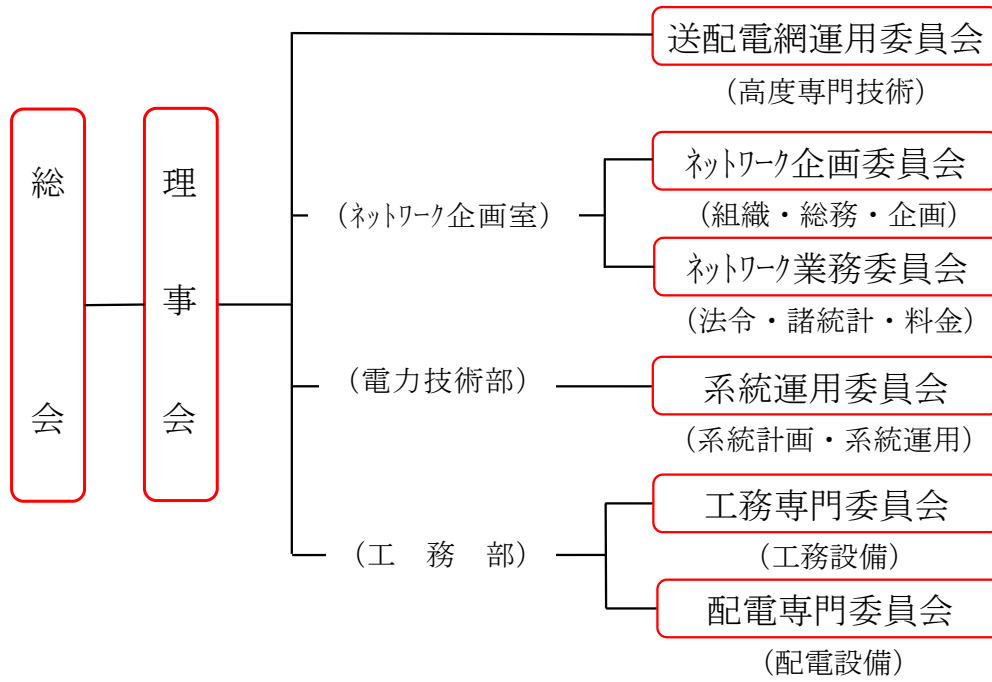 総会
理事会
送配電網運用委員会
(高度専門技術)
(ﾈｯﾄﾜｰｸ企画室)
ﾈｯﾄﾜｰｸ企画委員会
(組織・総務・企画)
ﾈｯﾄﾜｰｸ業務委員会
(法令・諸統計・料金)
(電力技術部)
系統運用委員会
(系統計画・系統運用)
(工　務　部)
工務専門委員会
(工務設備)
配電専門委員会
(配電設備)